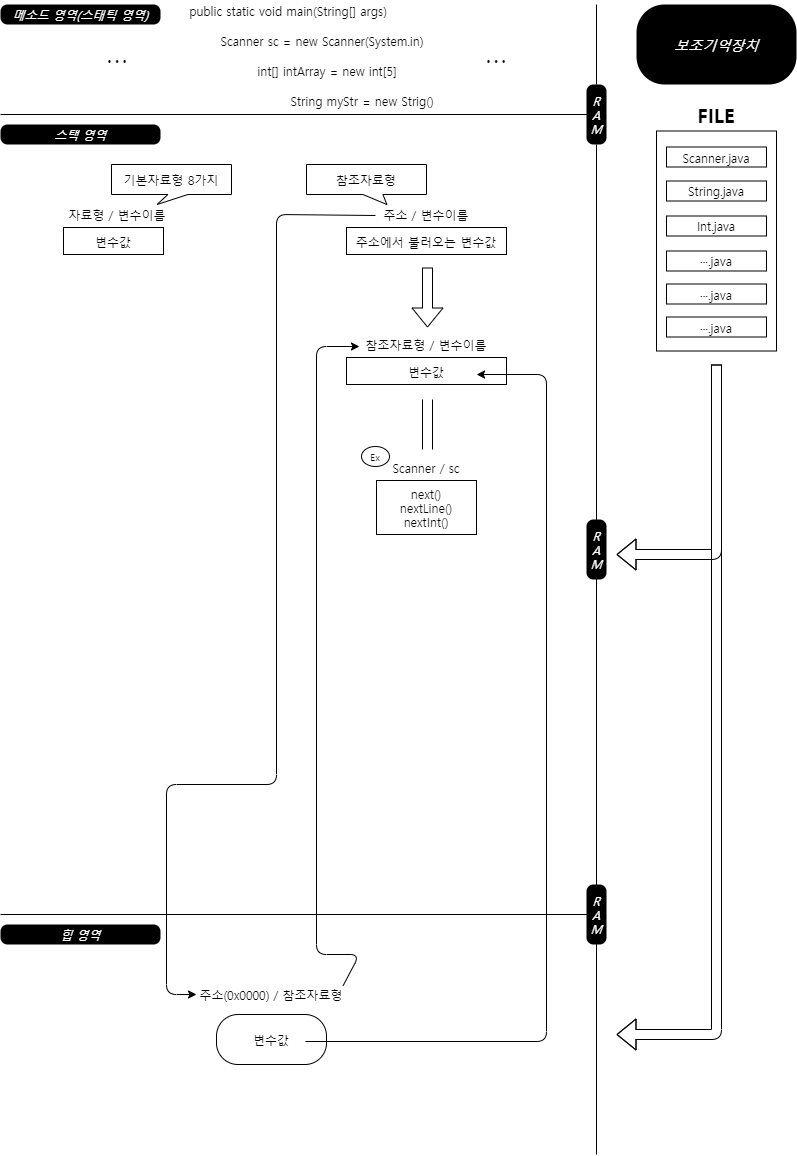 메소드 영역(스태틱 영역)
public static void main(String[] args)
Scanner sc = new Scanner(System.in)
...
...
int[] intArray = new int[5]
String myStr = new Strig()
스택 영역
기본자료형 8가지
참조자료형
자료형 / 변수이름
주소 / 변수이름
변수값
주소에서 불러오는 변수값
참조자료형 / 변수이름
변수값
Ex
Scanner / sc
next()
nextLine()
nextInt()
힙 영역
주소(0x0000) / 참조자료형
변수값
R
A
M
R
A
M
R
A
M
보조기억장치
FILE
Scanner.java
String.java
Int.java
...java
...java
...java